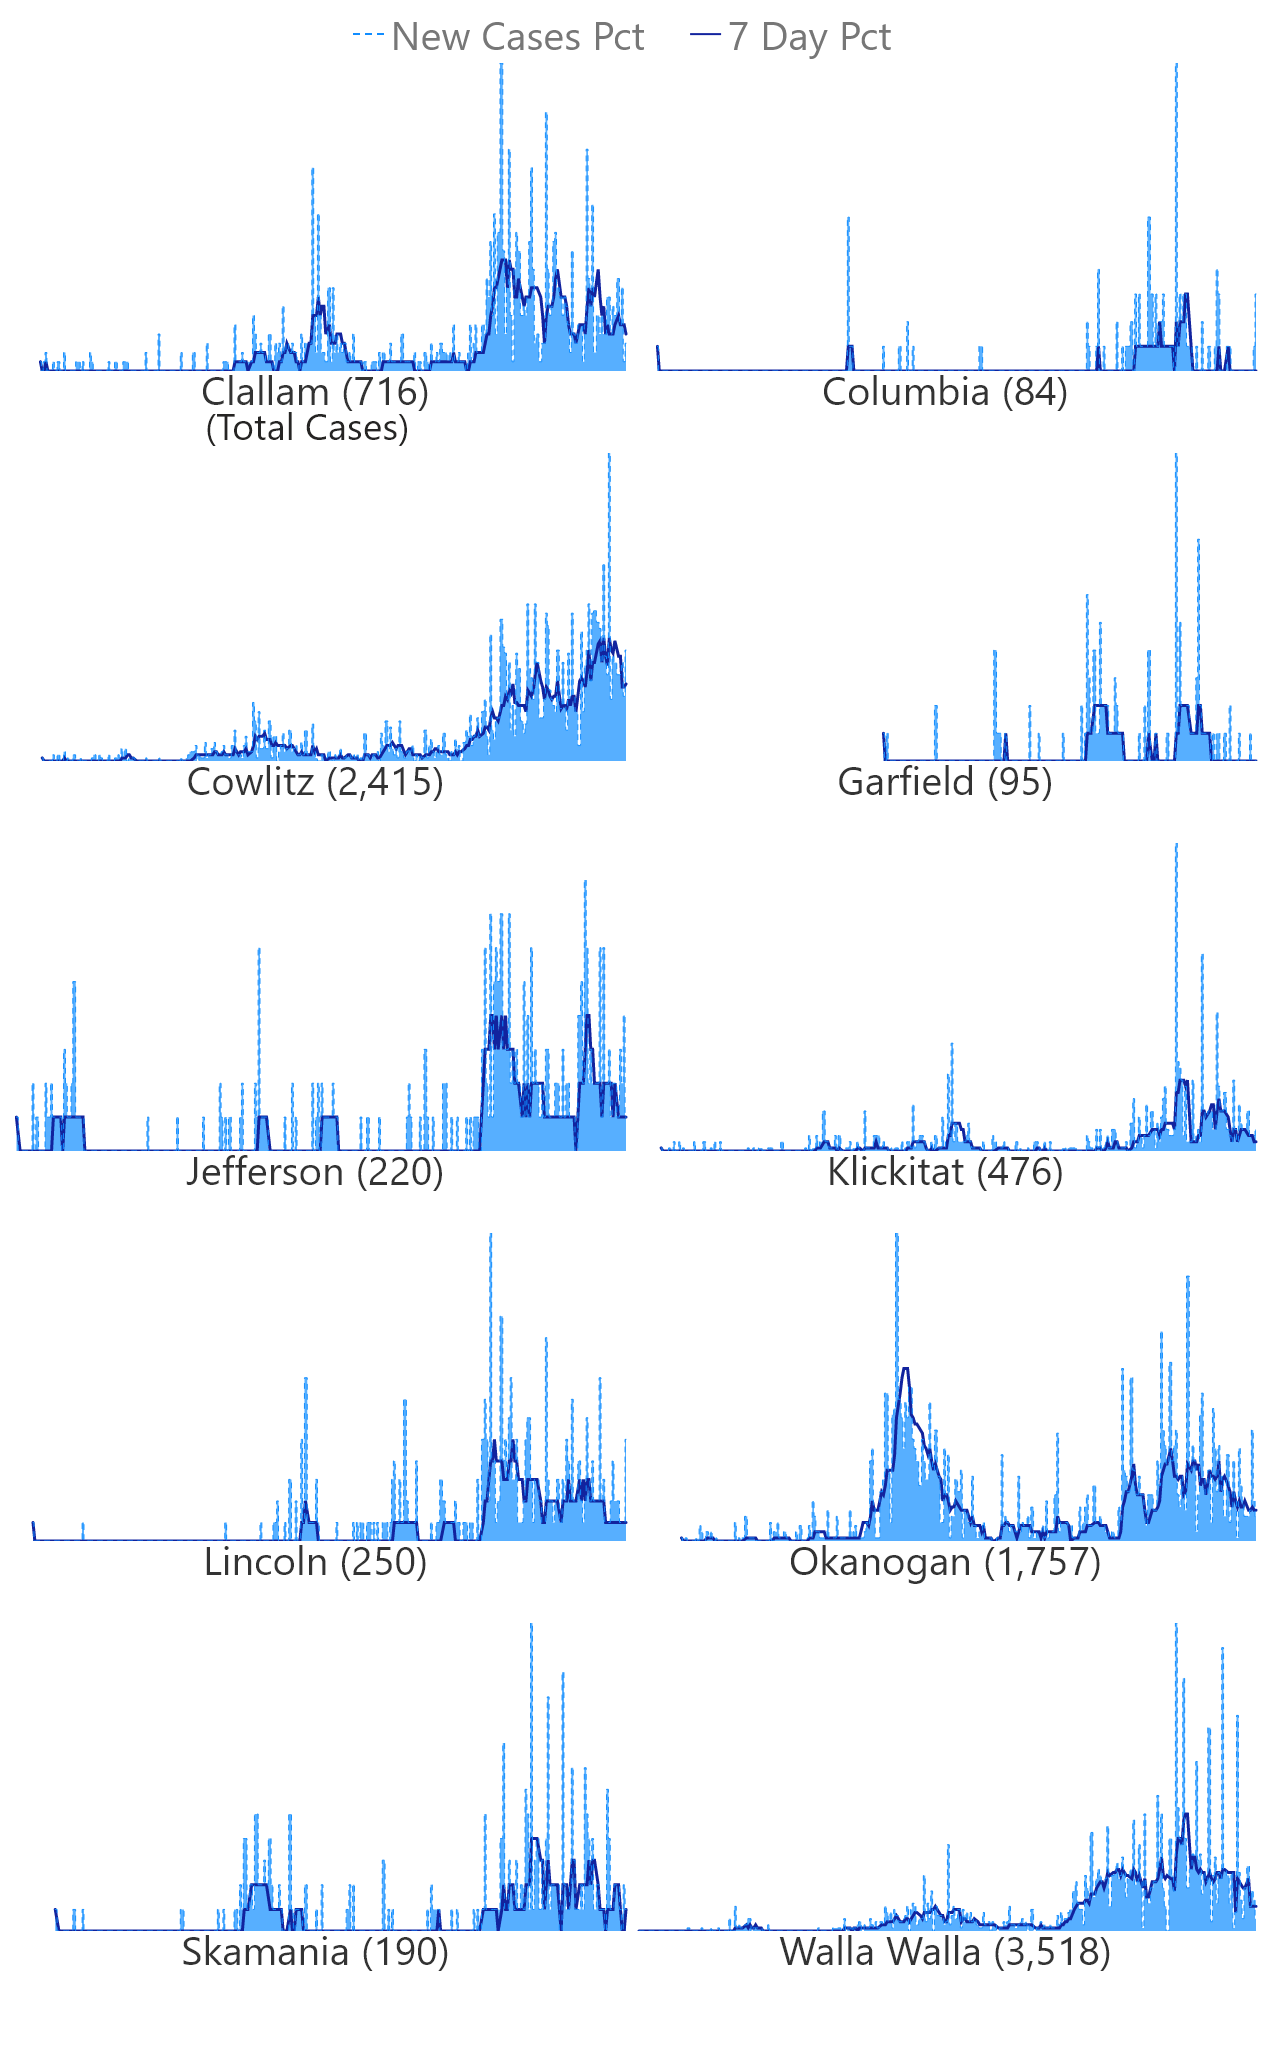 New Cases Pct 7 Day Pct
Clallam (716) Columbia (84)
(Total Cases)
Cowlitz (2,415) Garfield (95)
Jefferson (220) Klickitat (476)
Lincoln (250) Okanogan (1,757)
Skamania (190) Walla Walla (3,518)